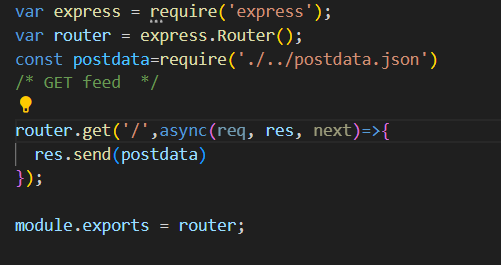 var express = require('express');
var router = express.Router();
const postdata=require('./../postdata.json')
/* GET feed  */
router.get('/',async(req, res, next)=>{
  res.send(postdata)
});
module.exports = router;